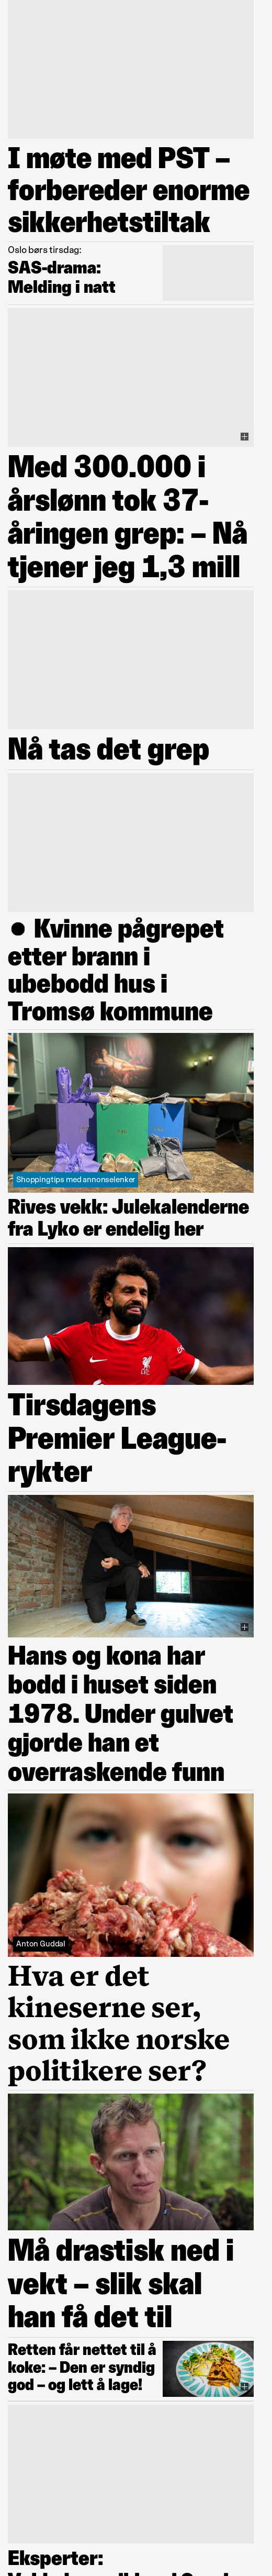 I møte med PST –
forbereder enorme
sikkerhetstiltak
Oslo børs tirsdag:
SAS-drama:
Melding i natt
Med 300.000 i
årslønn tok 37-
åringen grep: – Nå
tjener jeg 1,3 mill
Nå tas det grep
● Kvinne pågrepet
etter brann i
ubebodd hus i
Tromsø kommune
Shoppingtips med annonselenker
Rives vekk: Julekalenderne
fra Lyko er endelig her
Tirsdagens
Premier League-
rykter
Hans og kona har
bodd i huset siden
1978. Under gulvet
gjorde han et
overraskende funn
Anton Guddal
Hva er det
kineserne ser,
som ikke norske
politikere ser?
Må drastisk ned i
vekt – slik skal
han få det til
Retten får nettet til å
koke: – Den er syndig
god – og lett å lage!
Eksperter: